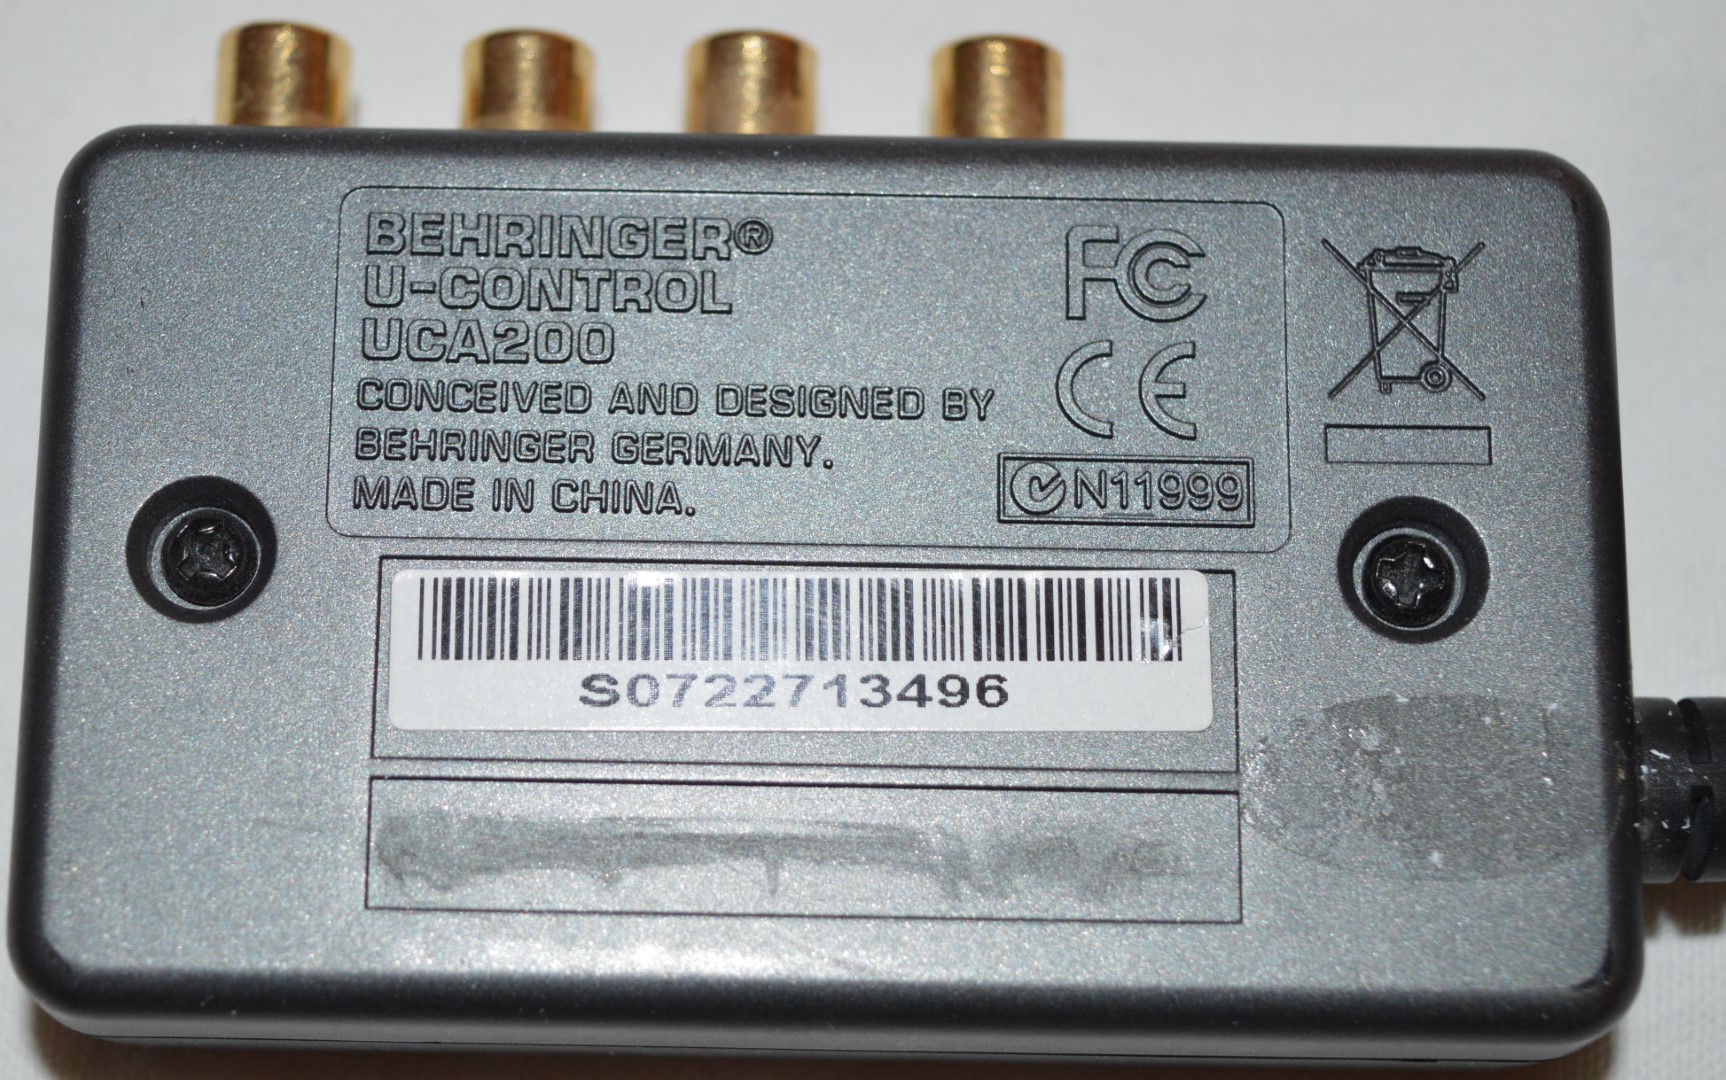 BEHRINGER®
U-CONTROL
UCA200
CONCEIVED AND DESIGNED BY
BEHRINGER GERMANY.
MADE IN CHINA.
FC
CE
N11999
S0722713496